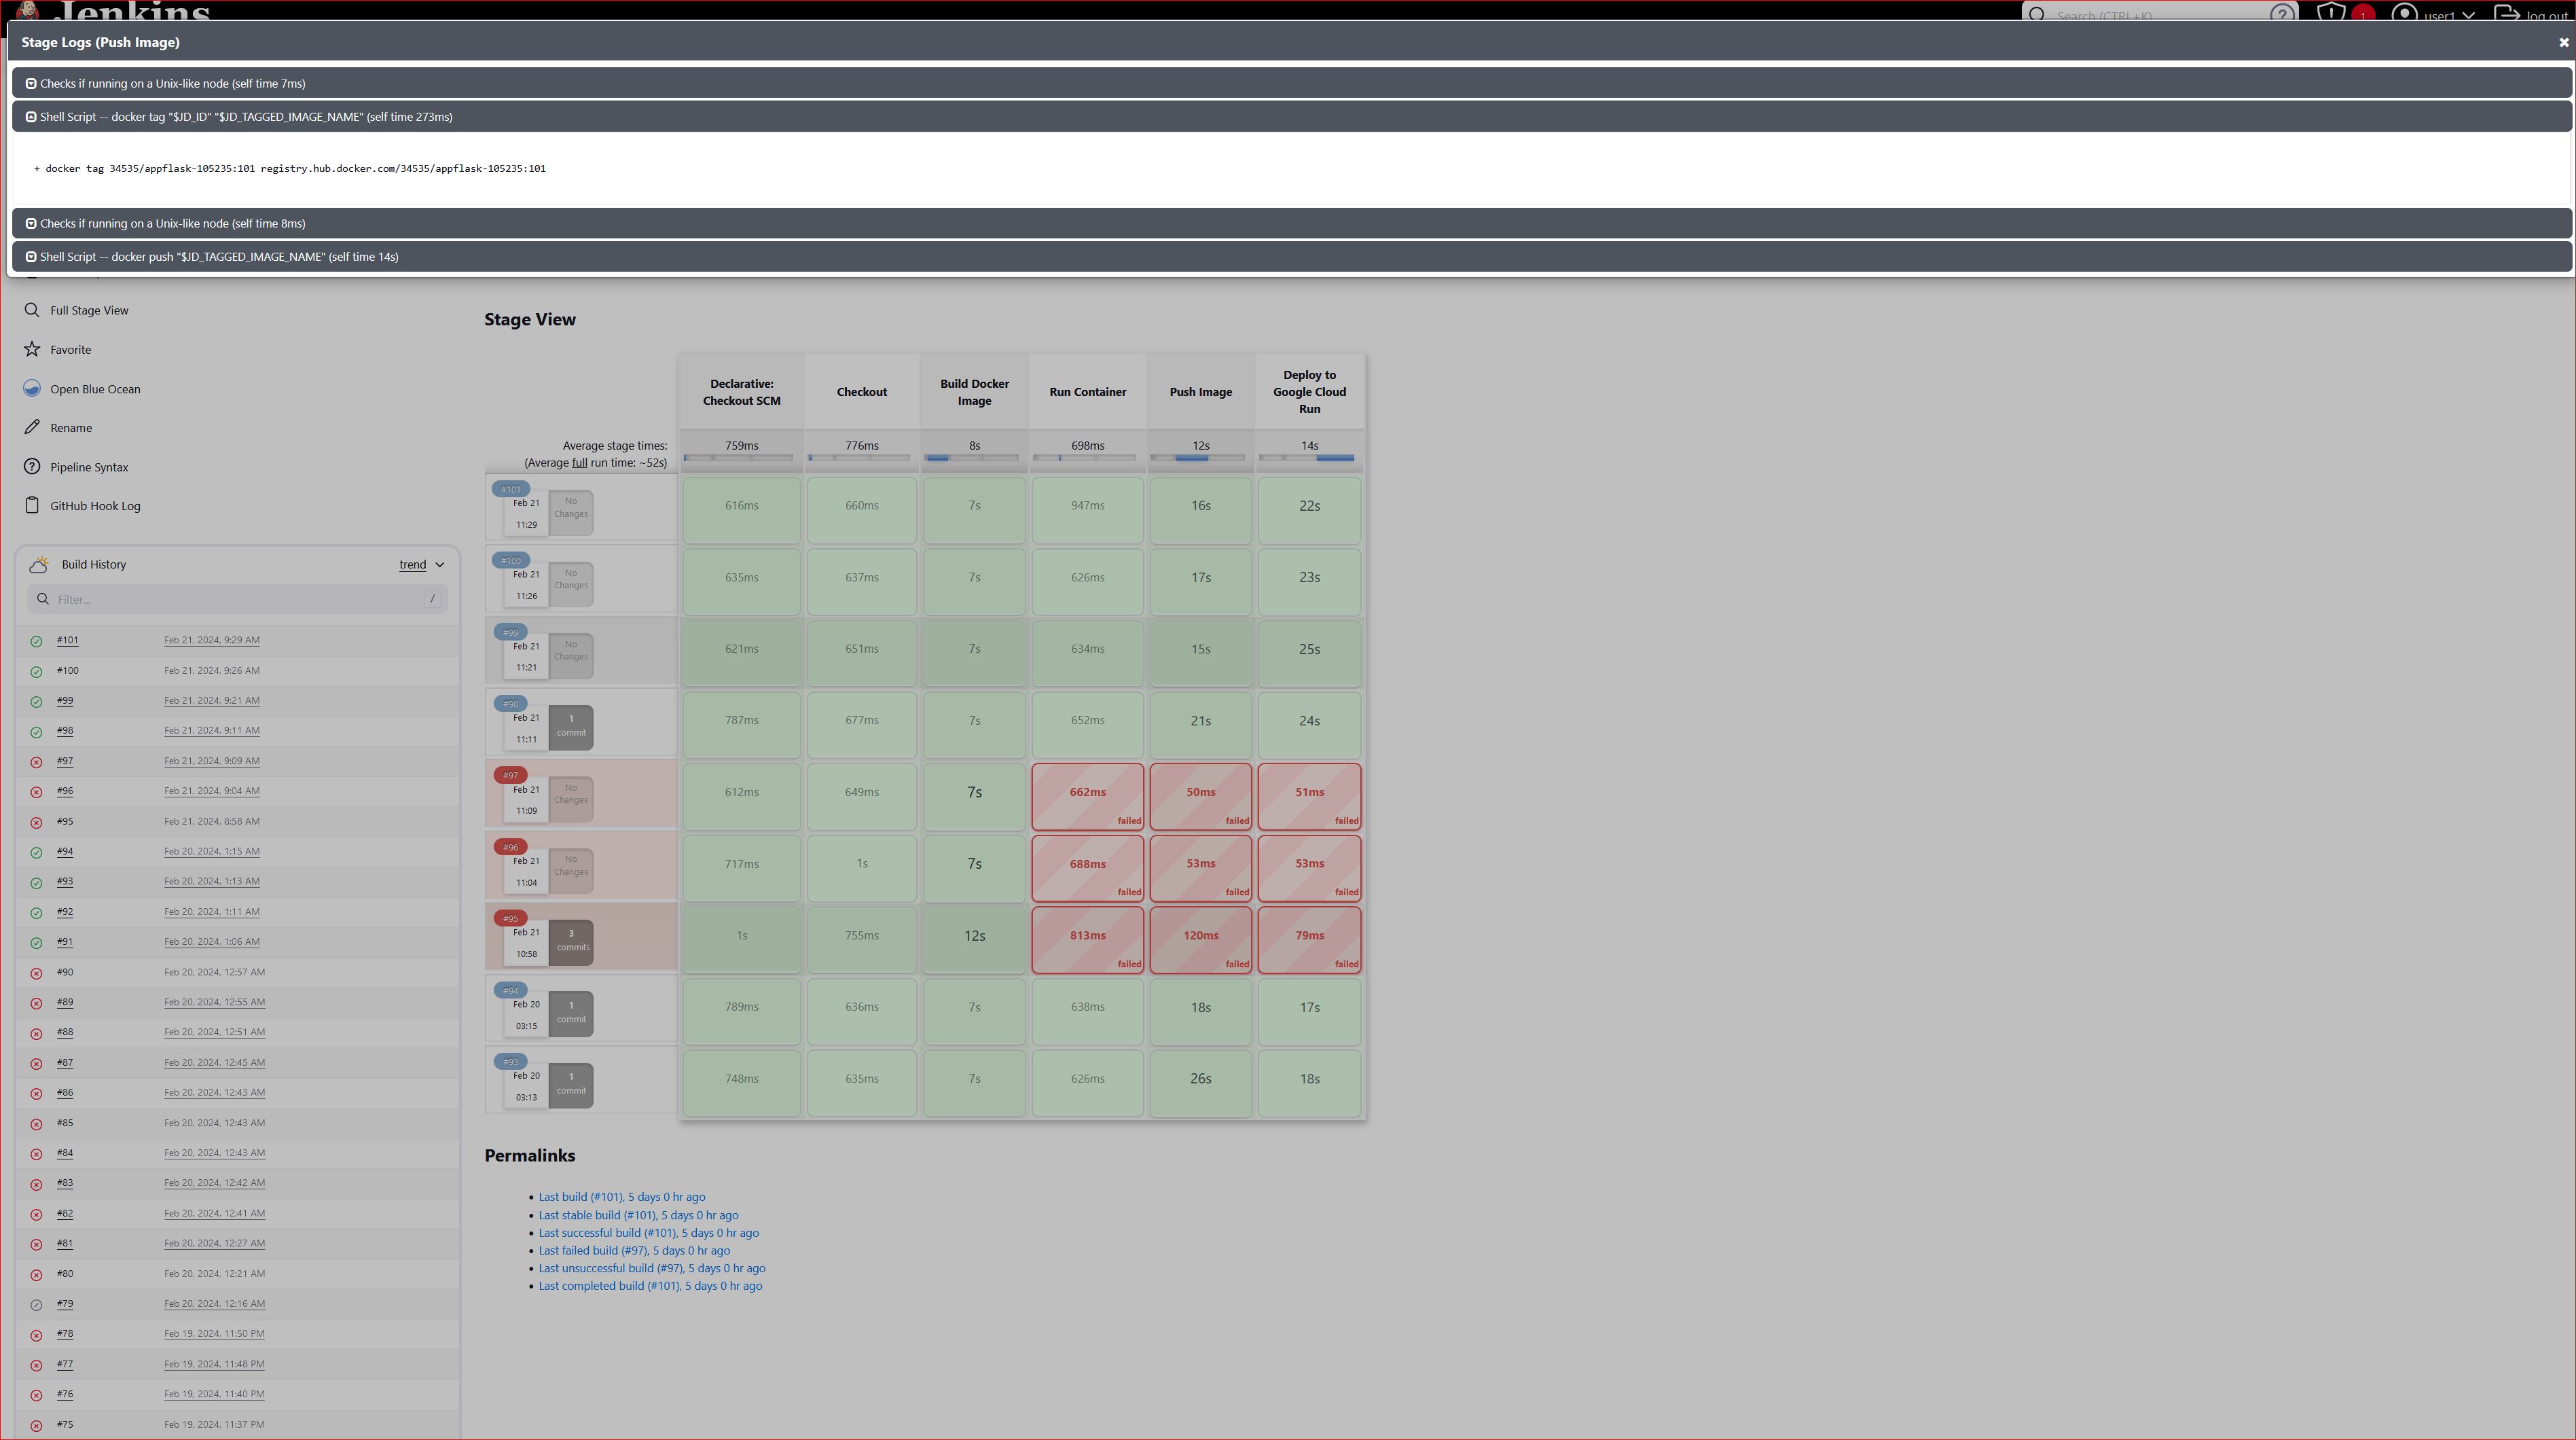 Jenkins
Search (CTRL+K)
1
user1
log out
Stage Logs (Push Image)
Checks if running on a Unix-like node (self time 7ms)
Shell Script -- docker tag "$JD_ID" "$JD_TAGGED_IMAGE_NAME" (self time 273ms)
+ docker tag 34535/appflask-105235:101 registry.hub.docker.com/34535/appflask-105235:101
Checks if running on a Unix-like node (self time 8ms)
Shell Script -- docker push "$JD_TAGGED_IMAGE_NAME" (self time 14s)
Full Stage View
Favorite
Open Blue Ocean
Rename
Pipeline Syntax
GitHub Hook Log
Build History
trend
Filter...
/
#101 Feb 21, 2024, 9:29 AM
#100 Feb 21, 2024, 9:26 AM
#99 Feb 21, 2024, 9:21 AM
#98 Feb 21, 2024, 9:11 AM
#97 Feb 21, 2024, 9:09 AM
#96 Feb 21, 2024, 9:04 AM
#95 Feb 21, 2024, 8:58 AM
#94 Feb 20, 2024, 1:15 AM
#93 Feb 20, 2024, 1:13 AM
#92 Feb 20, 2024, 1:11 AM
#91 Feb 20, 2024, 1:06 AM
#90 Feb 20, 2024, 12:57 AM
#89 Feb 20, 2024, 12:55 AM
#88 Feb 20, 2024, 12:51 AM
#87 Feb 20, 2024, 12:45 AM
#86 Feb 20, 2024, 12:43 AM
#85 Feb 20, 2024, 12:43 AM
#84 Feb 20, 2024, 12:43 AM
#83 Feb 20, 2024, 12:42 AM
#82 Feb 20, 2024, 12:41 AM
#81 Feb 20, 2024, 12:27 AM
#80 Feb 20, 2024, 12:21 AM
#79 Feb 20, 2024, 12:16 AM
#78 Feb 19, 2024, 11:50 PM
#77 Feb 19, 2024, 11:48 PM
#76 Feb 19, 2024, 11:40 PM
#75 Feb 19, 2024, 11:37 PM
Stage View
Declarative:
Checkout SCM
Checkout
Build Docker
Image
Run Container
Push Image
Deploy to
Google Cloud
Run
Average stage times:
(Average full run time: ~52s)
759ms
776ms
8s
698ms
12s
14s
#101
Feb 21
11:29
No
Changes
616ms
660ms
7s
947ms
16s
22s
#100
Feb 21
11:26
No
Changes
635ms
637ms
7s
626ms
17s
23s
#99
Feb 21
11:21
No
Changes
621ms
651ms
7s
634ms
15s
25s
#98
Feb 21
11:11
1
commit
787ms
677ms
7s
652ms
21s
24s
#97
Feb 21
11:09
No
Changes
612ms
649ms
7s
662ms
failed
50ms
failed
51ms
failed
#96
Feb 21
11:04
No
Changes
717ms
1s
7s
688ms
failed
53ms
failed
53ms
failed
#95
Feb 21
10:58
3
commits
1s
755ms
12s
813ms
failed
120ms
failed
79ms
failed
#94
Feb 20
03:15
1
commit
789ms
636ms
7s
638ms
18s
17s
#93
Feb 20
03:13
1
commit
748ms
635ms
7s
626ms
26s
18s
Permalinks
Last build (#101), 5 days 0 hr ago
Last stable build (#101), 5 days 0 hr ago
Last successful build (#101), 5 days 0 hr ago
Last failed build (#97), 5 days 0 hr ago
Last unsuccessful build (#97), 5 days 0 hr ago
Last completed build (#101), 5 days 0 hr ago